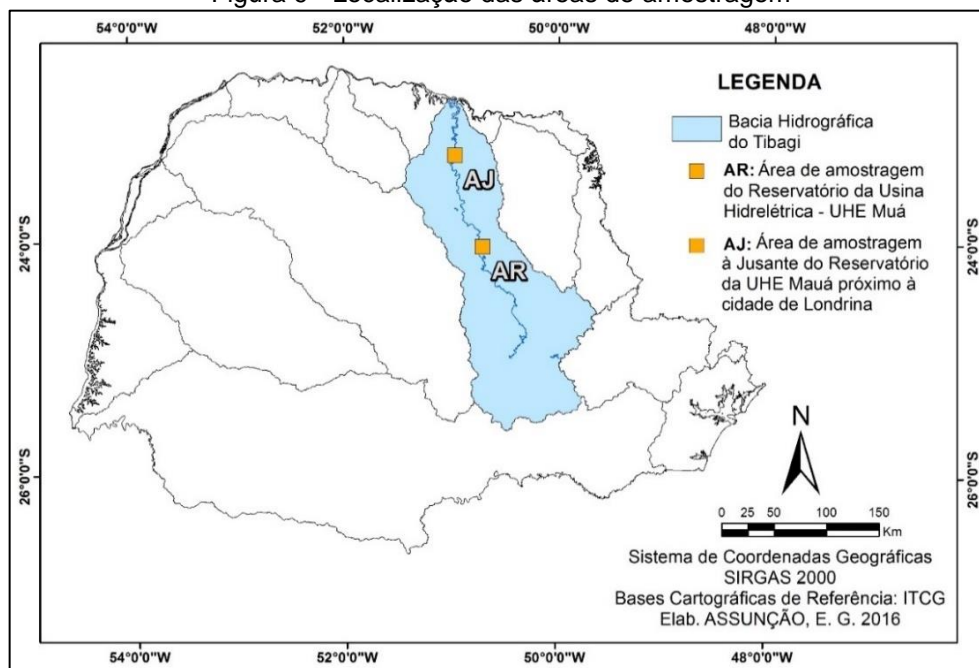 Figura 3 - Localização das áreas de amostragem
54°0'0"W 52°0'0"W 50°0'0"W 48°0'0"W
24°0'0"S
26°0'0"S
24°0'0"S
26°0'0"S
AJ
AR
LEGENDA
Bacia Hidrográfica
do Tibagi
AR: Área de amostragem
do Reservatório da Usina
Hidrelétrica - UHE Muá
AJ: Área de amostragem
à Jusante do Reservatório
da UHE Mauá próximo à
cidade de Londrina
N
0 25 50 100 150
Km
Sistema de Coordenadas Geográficas
SIRGAS 2000
Bases Cartográficas de Referência: ITCG
Elab. ASSUNÇÃO, E. G. 2016
54°0'0"W 52°0'0"W 50°0'0"W 48°0'0"W